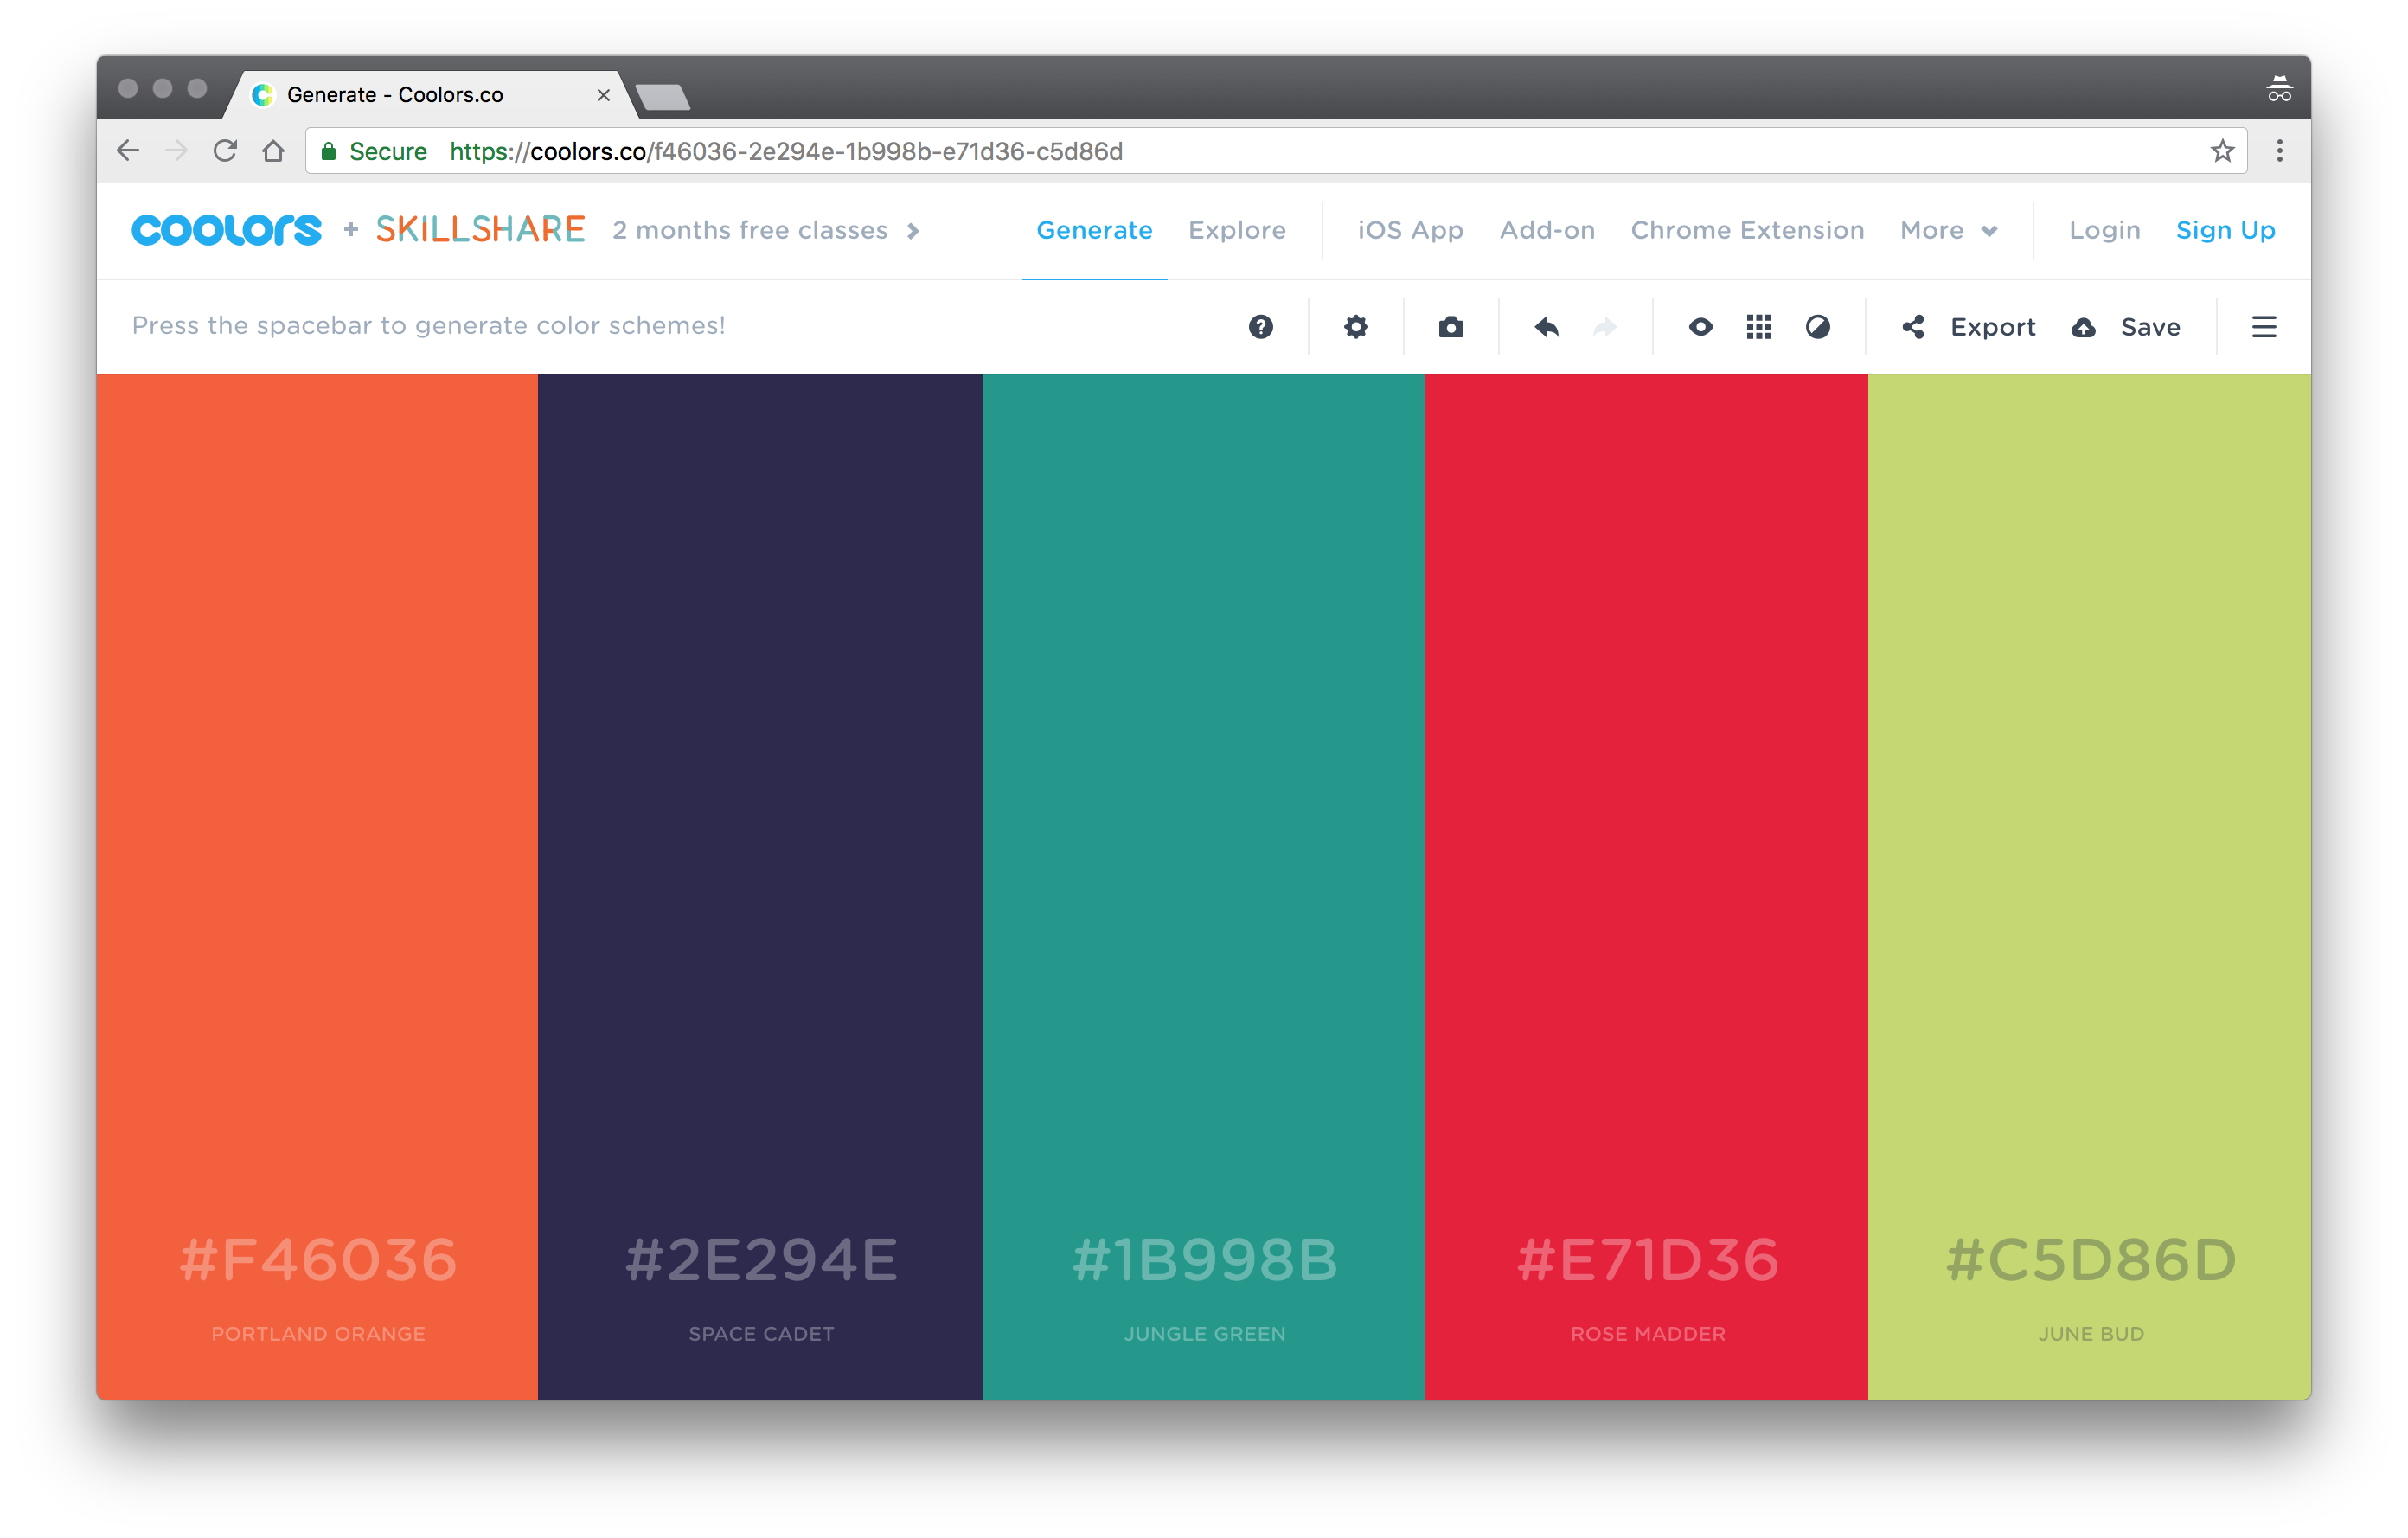 Generate - Coolors.co
Secure https://coolors.co/f46036-2e294e-1b998b-e71d36-c5d86d
coolors + SKILLSHARE 2 months free classes Generate Explore iOS App Add-on Chrome Extension More Login Sign Up
Press the spacebar to generate color schemes! Export Save
#F46036 #2E294E #1B998B #E71D36 #C5D86D
PORTLAND ORANGE SPACE CADET JUNGLE GREEN ROSE MADDER JUNE BUD